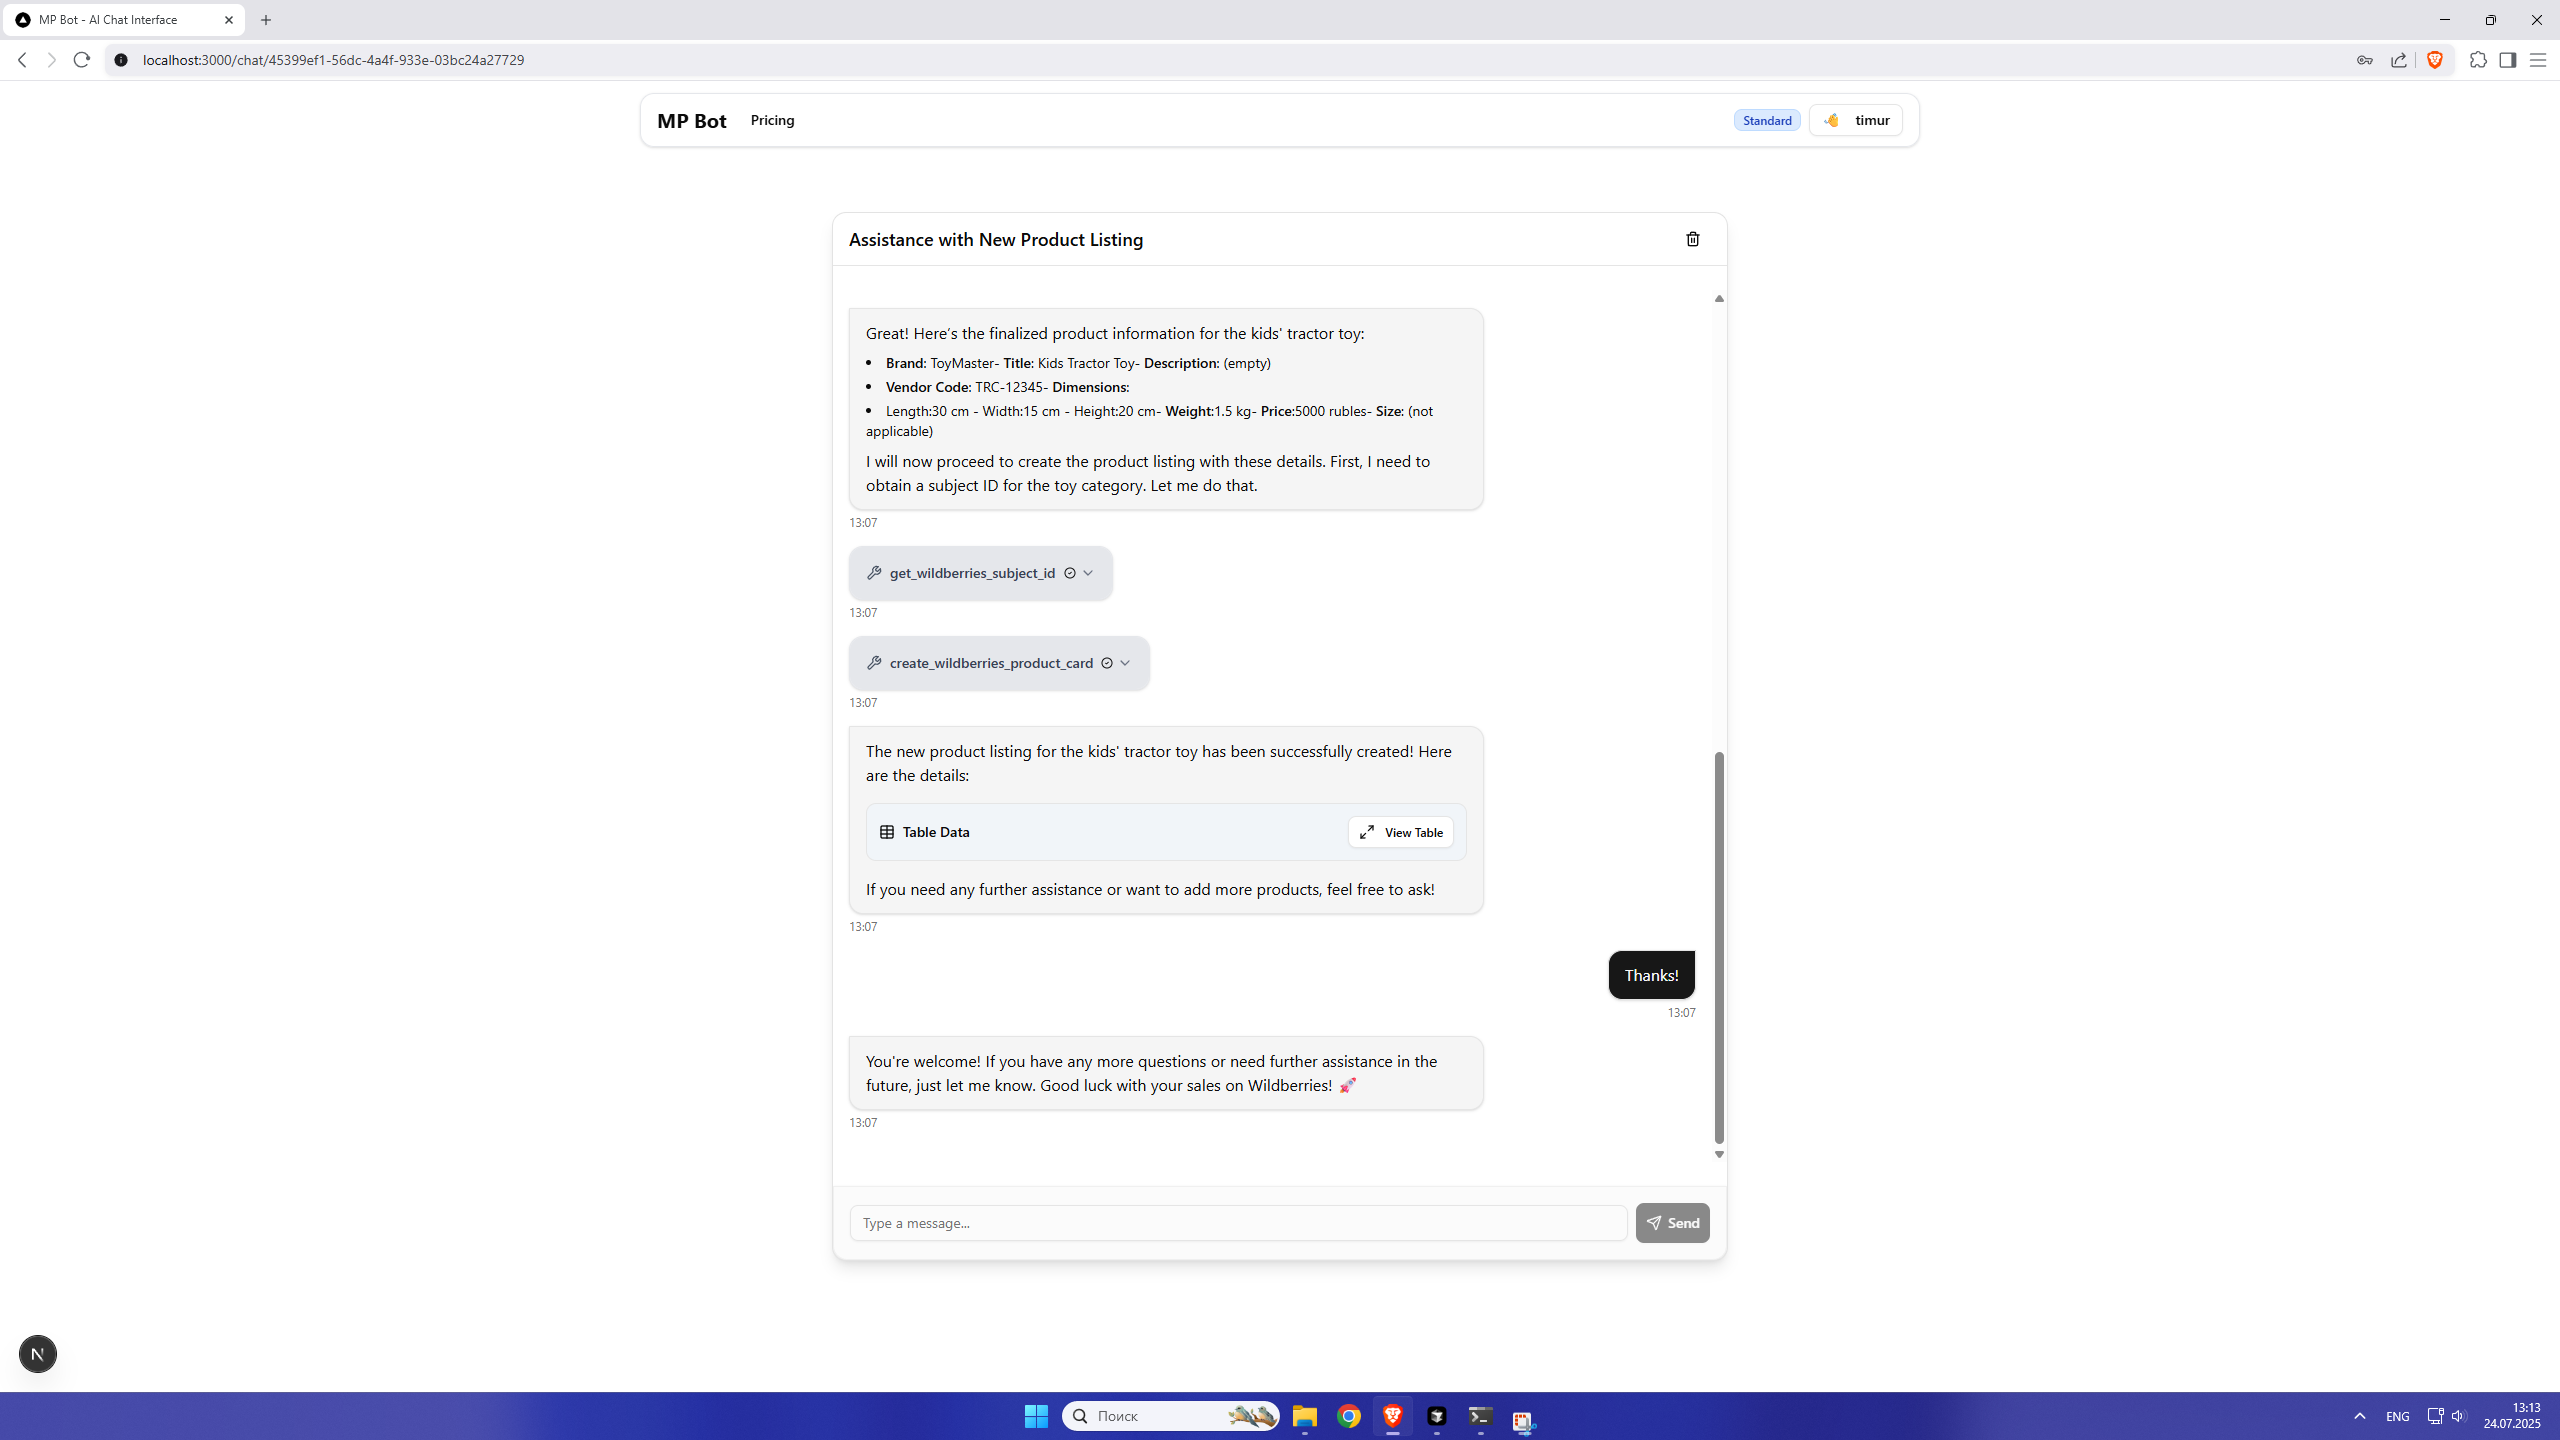 MP Bot - AI Chat Interface
localhost:3000/chat/45399ef1-56dc-4a4f-933e-03bc24a27729
MP Bot Pricing Standard timur
Assistance with New Product Listing
Great! Here's the finalized product information for the kids' tractor toy:
• Brand: ToyMaster- Title: Kids Tractor Toy- Description: (empty)
• Vendor Code: TRC-12345- Dimensions:
• Length:30 cm - Width:15 cm - Height:20 cm- Weight:1.5 kg- Price:5000 rubles- Size: (not
applicable)
I will now proceed to create the product listing with these details. First, I need to
obtain a subject ID for the toy category. Let me do that.
13:07
get_wildberries_subject_id
13:07
create_wildberries_product_card
13:07
The new product listing for the kids' tractor toy has been successfully created! Here
are the details:
Table Data View Table
If you need any further assistance or want to add more products, feel free to ask!
13:07
Thanks!
13:07
You're welcome! If you have any more questions or need further assistance in the
future, just let me know. Good luck with your sales on Wildberries! 🚀
13:07
Type a message... Send
N
Поиск
ENG
13:13
24.07.2025